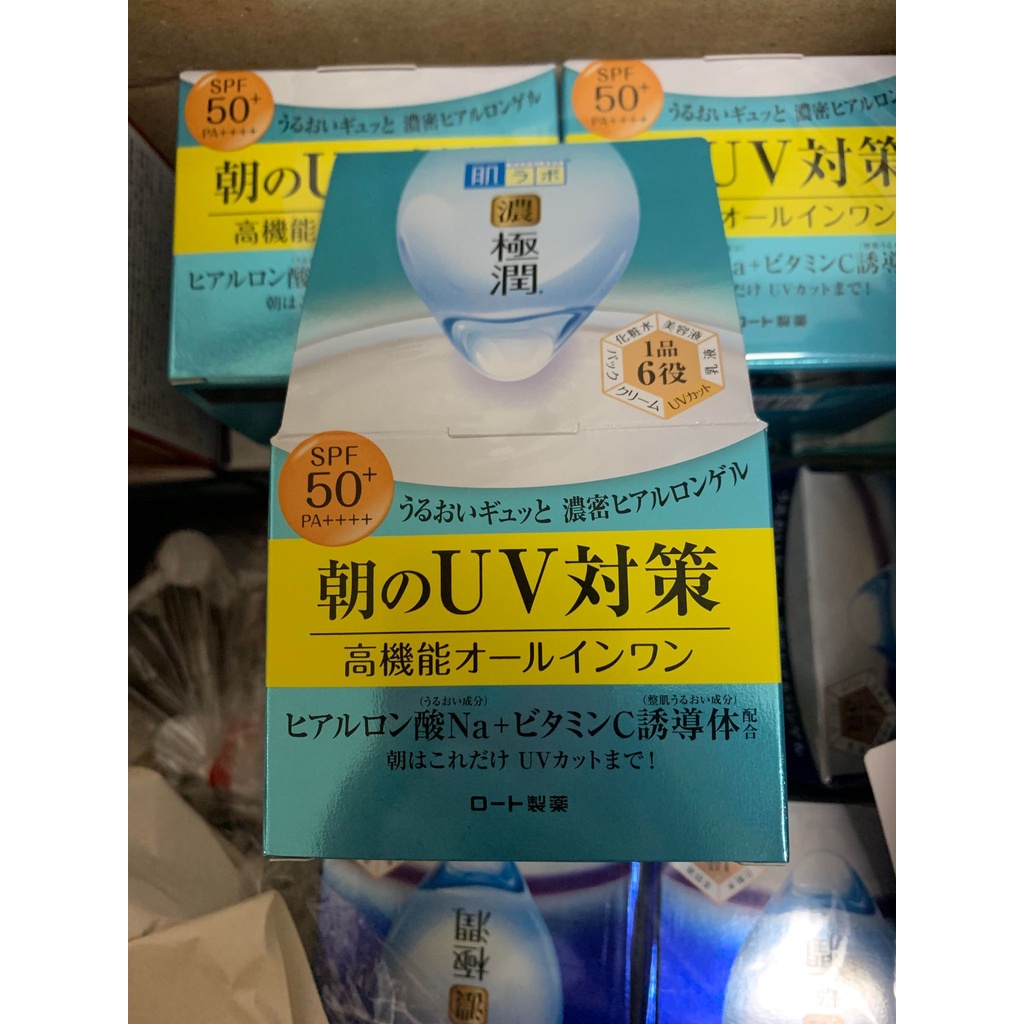 SPF
50+
PA++++
うるおいギュッと 濃密ヒアルロンゲル
朝のU
高機能
ヒアルロン酸
SPF
50+
PA++++
うるおいギュッと 濃密ヒアルロン
UV対策
オールインワン
a+ビタミンC誘導
だけ UVカットまで!
ロート製薬
肌ラボ
濃
極
潤
化粧水
美容液
乳液
UVカット
クリーム
パック
1品
6役
SPF
50+
PA++++
うるおいギュッと 濃密ヒアルロンゲル
朝のUV対策
高機能オールインワン
(うるおい成分) (整肌うるおい成分)
ヒアルロン酸Na+ビタミンC誘導体配合
朝はこれだけ UVカットまで!
ロート製薬
濃
極
潤
潤